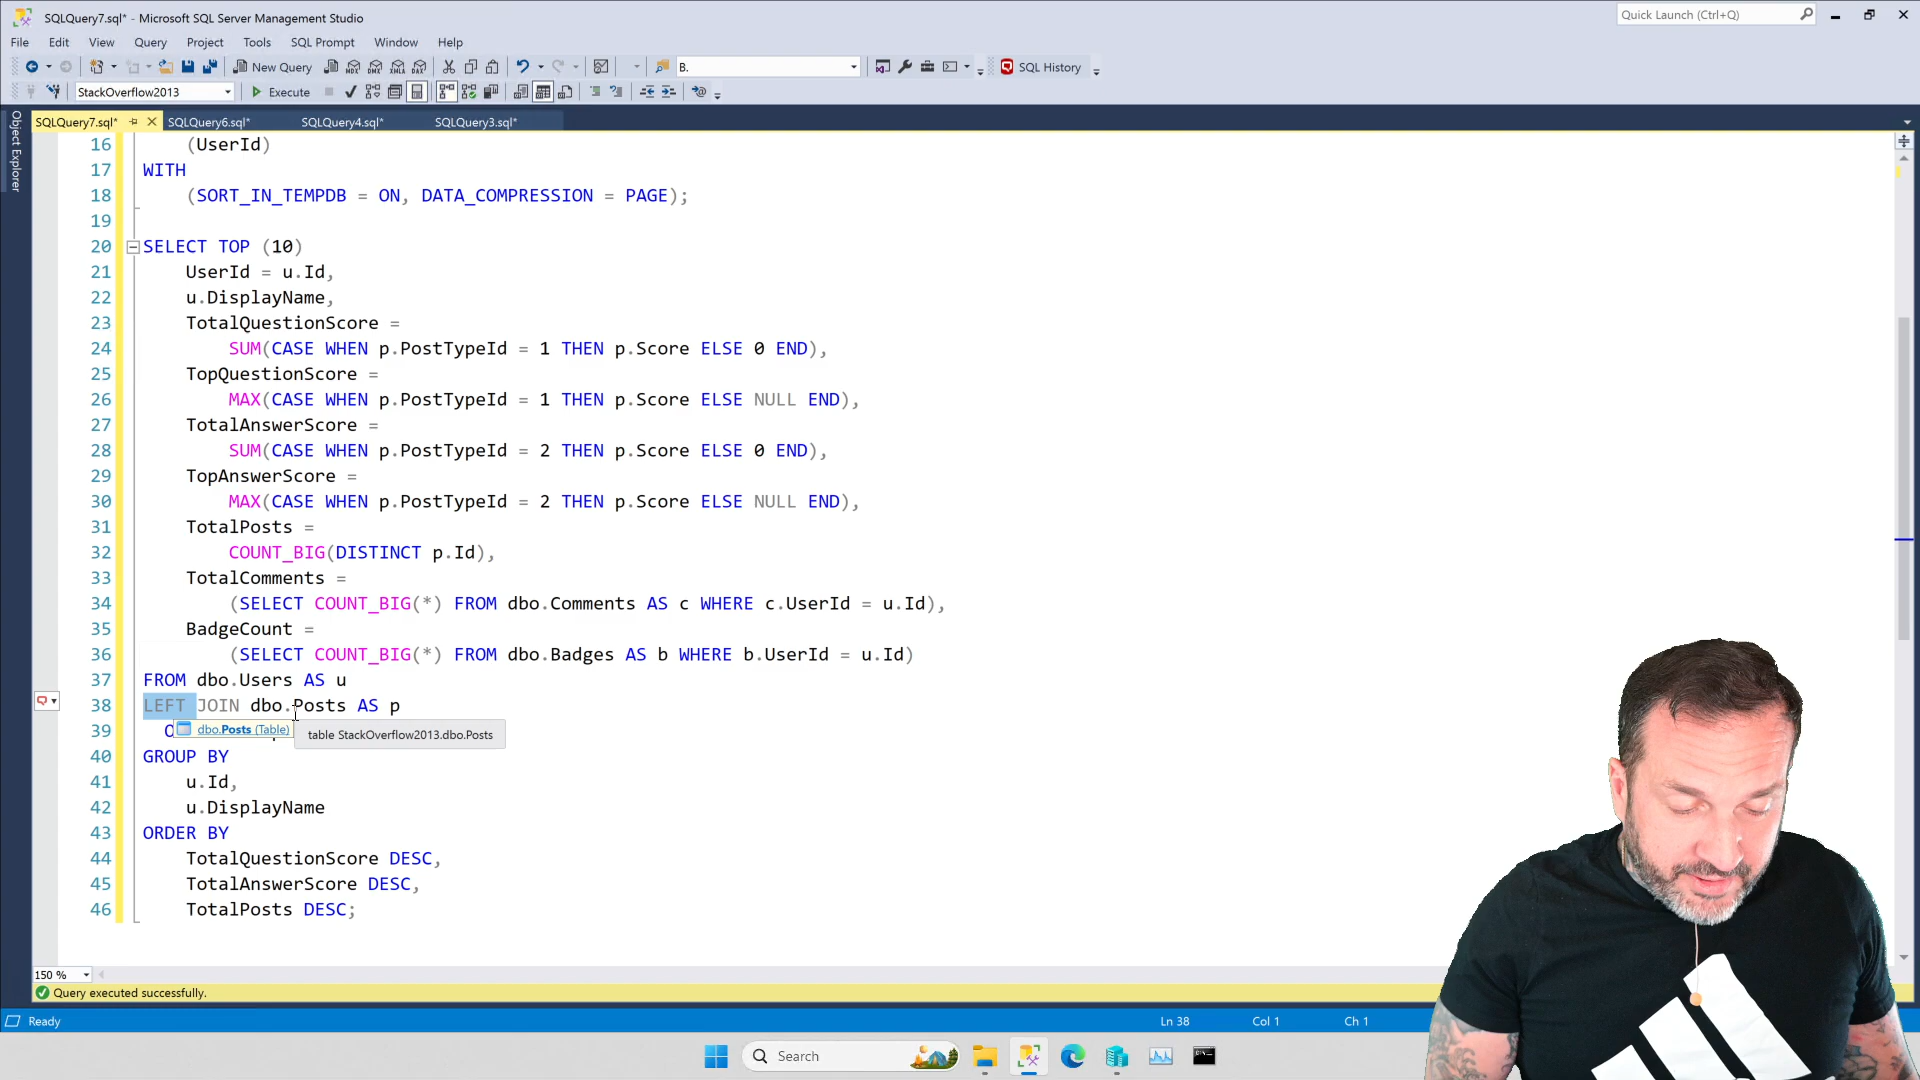 SQLQuery7.sql* - Microsoft SQL Server Management Studio
Quick Launch (Ctrl+Q)
File Edit View Query Project Tools SQL Prompt Window Help
New Query MDX DMX XMLA DAX B. SQL History
StackOverflow2013 Execute
SQLQuery7.sql* SQLQuery6.sql* SQLQuery4.sql* SQLQuery3.sql*
Object Explorer
16 (UserId)
17 WITH
18 (SORT_IN_TEMPDB = ON, DATA_COMPRESSION = PAGE);
19
20 SELECT TOP (10)
21 UserId = u.Id,
22 u.DisplayName,
23 TotalQuestionScore =
24 SUM(CASE WHEN p.PostTypeId = 1 THEN p.Score ELSE 0 END),
25 TopQuestionScore =
26 MAX(CASE WHEN p.PostTypeId = 1 THEN p.Score ELSE NULL END),
27 TotalAnswerScore =
28 SUM(CASE WHEN p.PostTypeId = 2 THEN p.Score ELSE 0 END),
29 TopAnswerScore =
30 MAX(CASE WHEN p.PostTypeId = 2 THEN p.Score ELSE NULL END),
31 TotalPosts =
32 COUNT_BIG(DISTINCT p.Id),
33 TotalComments =
34 (SELECT COUNT_BIG(*) FROM dbo.Comments AS c WHERE c.UserId = u.Id),
35 BadgeCount =
36 (SELECT COUNT_BIG(*) FROM dbo.Badges AS b WHERE b.UserId = u.Id)
37 FROM dbo.Users AS u
38 LEFT JOIN dbo.Posts AS p
39 dbo.Posts (Table) table StackOverflow2013.dbo.Posts
40 GROUP BY
41 u.Id,
42 u.DisplayName
43 ORDER BY
44 TotalQuestionScore DESC,
45 TotalAnswerScore DESC,
46 TotalPosts DESC;
150 %
Query executed successfully.
Ready Ln 38 Col 1 Ch 1
Search